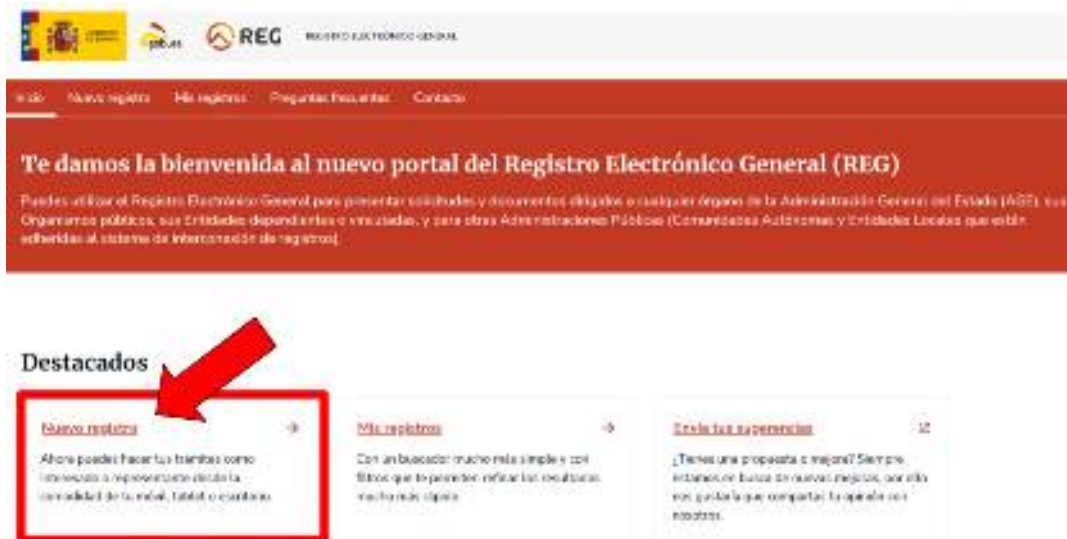 gob.es REG REGISTRO ELECTRÓNICO GENERAL
Inicio Nuevo registro Mis registros Preguntas frecuentes Contacto
Te damos la bienvenida al nuevo portal del Registro Electrónico General (REG)
Puedes utilizar el Registro Electrónico General para presentar solicitudes y documentos dirigidos a cualquier órgano de la Administración General del Estado (AGE), sus
Organismos públicos, sus Entidades dependientes o vinculadas, y para otras Administraciones Públicas (Comunidades Autónomas y Entidades Locales que estén
adheridas al sistema de interconexión de registros).
Destacados
Nuevo registro
Ahora puedes hacer tus trámites como
interesado o representante desde la
comodidad de tu móvil, tablet o escritorio.
Mis registros
Con un buscador mucho más simple y con
filtros que te permiten refinar los resultados
mucho más rápido
Envía tus sugerencias
¿Tienes una propuesta o mejora? Siempre
estamos en busca de nuevas mejoras, por ello
nos gustaría que compartas tu opinión con
nosotros.